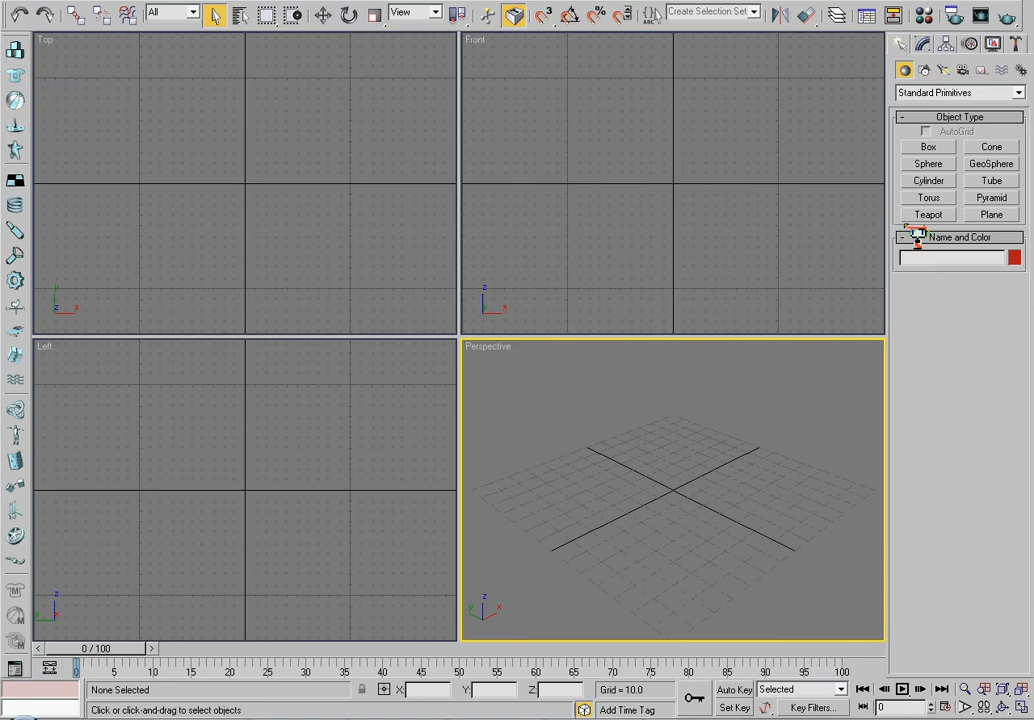 All
View
Create Selection Set
Top
Front
Standard Primitives
- Object Type
AutoGrid
Box Cone
Sphere GeoSphere
Cylinder Tube
Torus Pyramid
Teapot Plane
- Name and Color
y
z x
z
x
Left
Perspective
z
y x
z
y x
< 0 / 100 >
0 5 10 15 20 25 30 35 40 45 50 55 60 65 70 75 80 85 90 95 100
None Selected X: Y: Z: Grid = 10.0 Auto Key Selected
Click or click-and-drag to select objects Add Time Tag Set Key Key Filters... 0